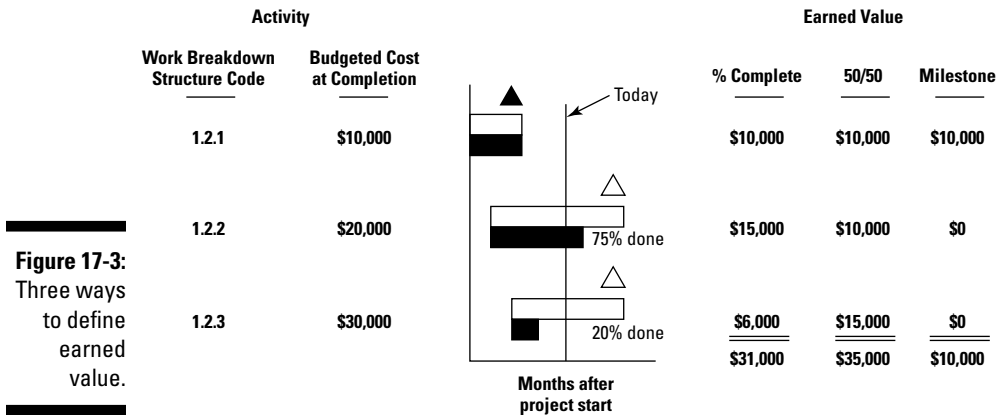 Activity
Earned Value
Work Breakdown
Structure Code
Budgeted Cost
at Completion
% Complete
50/50
Milestone
Today
1.2.1
$10,000
$10,000
$10,000
$10,000
1.2.2
$20,000
75% done
$15,000
$10,000
$0
1.2.3
$30,000
20% done
$6,000
$15,000
$0
$31,000
$35,000
$10,000
Months after
project start
Figure 17-3:
Three ways
to define
earned
value.